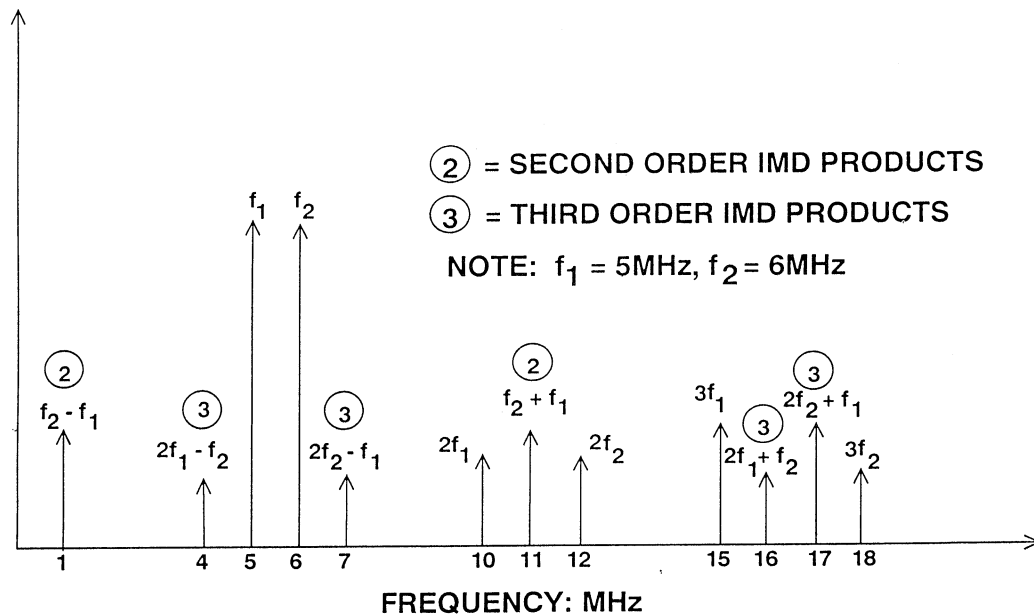 ② = SECOND ORDER IMD PRODUCTS
③ = THIRD ORDER IMD PRODUCTS
NOTE: f₁ = 5MHz, f₂ = 6MHz
f₁
f₂
②
f₂ - f₁
③
2f₁ - f₂
③
2f₂ - f₁
2f₁
②
f₂ + f₁
2f₂
3f₁
③
2f₁ + f₂
③
2f₂ + f₁
3f₂
1 4 5 6 7 10 11 12 15 16 17 18
FREQUENCY: MHz